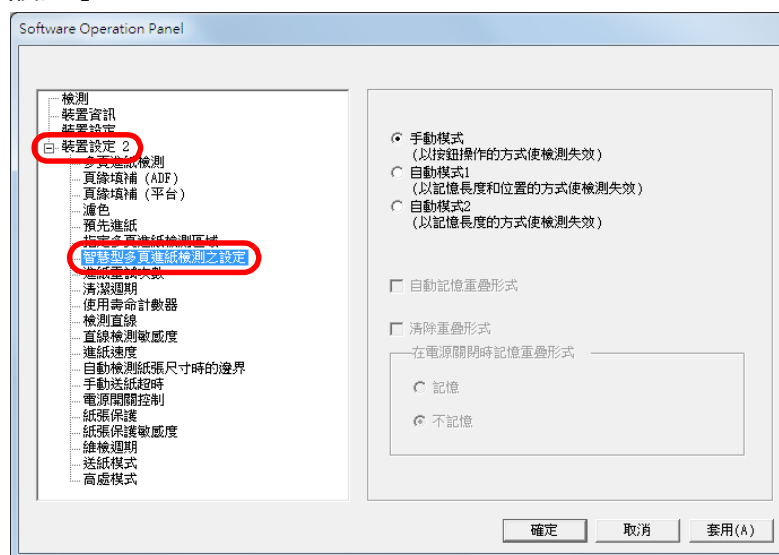 Software Operation Panel
檢測
裝置資訊
裝置設定
裝置設定 2
多頁進紙檢測
頁緣填補 (ADF)
頁緣填補 (平台)
濾色
預先進紙
指定多頁進紙檢測區域
智慧型多頁進紙檢測之設定
進紙重試次數
清潔週期
使用壽命計數器
檢測直線
直線檢測敏感度
進紙速度
自動檢測紙張尺寸時的邊界
手動送紙超時
電源開關控制
紙張保護
紙張保護敏感度
維檢週期
送紙模式
高處模式
手動模式
(以按鈕操作的方式使檢測失效)
自動模式1
(以記憶長度和位置的方式使檢測失效)
自動模式2
(以記憶長度的方式使檢測失效)
自動記憶重疊形式
清除重疊形式
在電源關閉時記憶重疊形式
記憶
不記憶
確定
取消
套用(A)